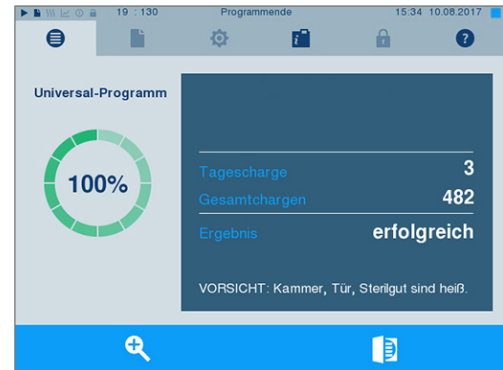 19 : 130 Programmende 15:34 10.08.2017
Universal-Programm
100%
Tagescharge 3
Gesamtchargen 482
Ergebnis erfolgreich
VORSICHT: Kammer, Tür, Sterilgut sind heiß.